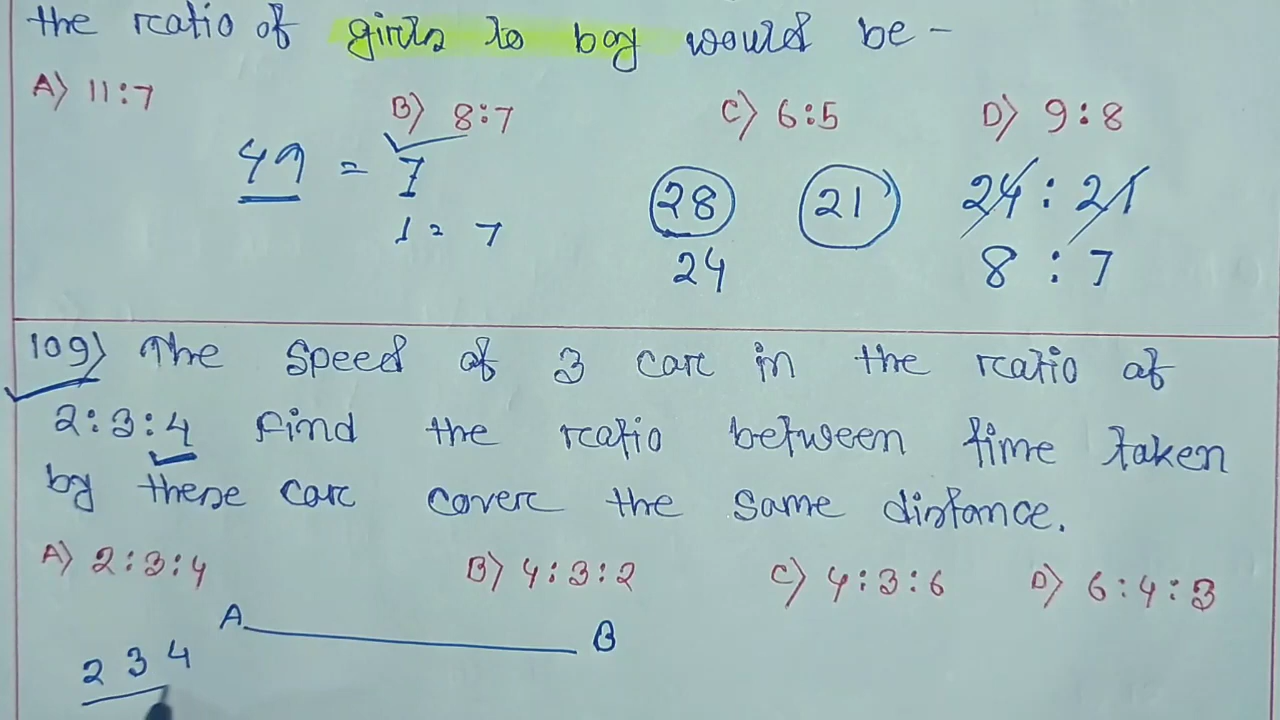 the ratio of girls to boy would be -
A) 11:7
B) 8:7
C) 6:5
D) 9:8
49 = 7
1 = 7
28 21
24
24 : 21
8 : 7
109) The speed of 3 car in the ratio of
2:3:4 find the ratio between time taken
by these car cover the same distance.
A) 2:3:4
B) 4:3:2
C) 4:3:6
D) 6:4:3
A B
2 3 4